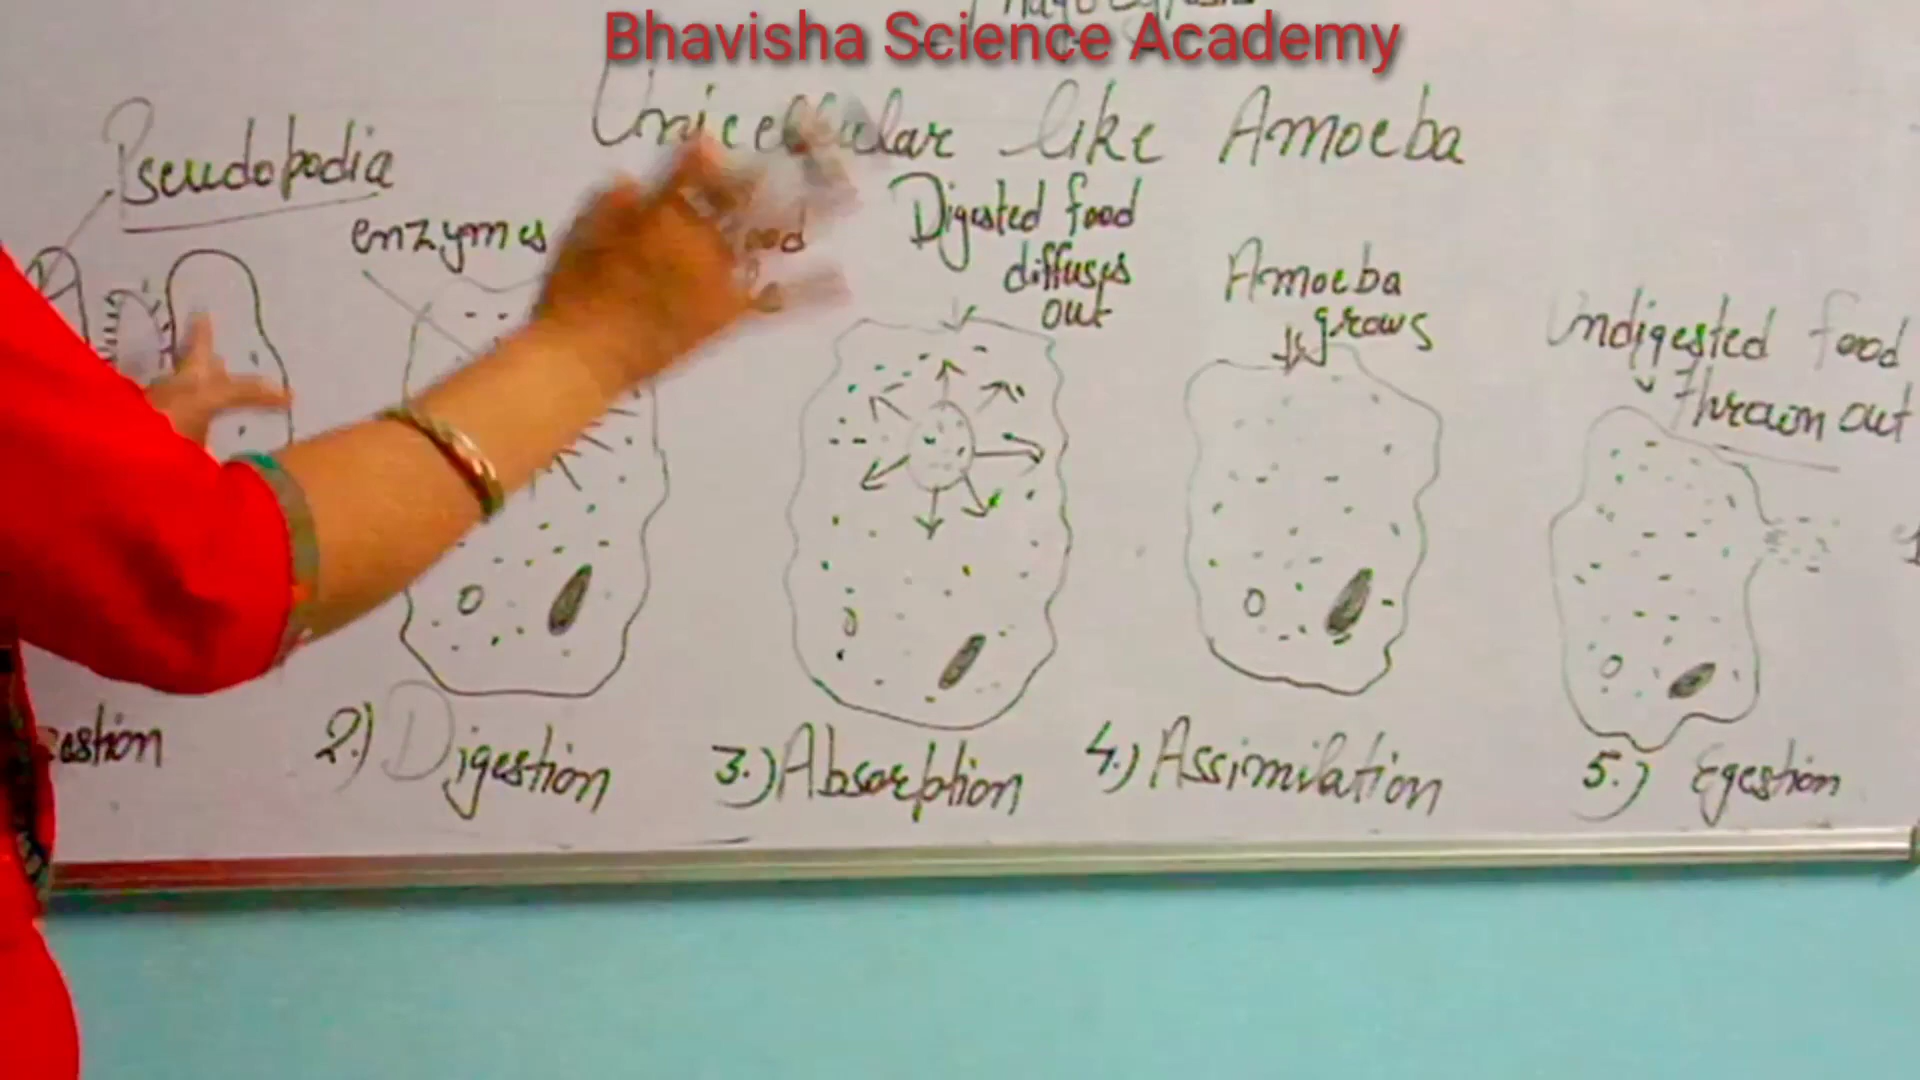 Bhavisha Science Academy
Unicellular like Amoeba
Pseudopodia
enzymes
Digested food
diffuses
out
Amoeba
grows
Undigested food
thrown out
2.) Digestion
3.) Absorption
4.) Assimilation
5.) Egestion